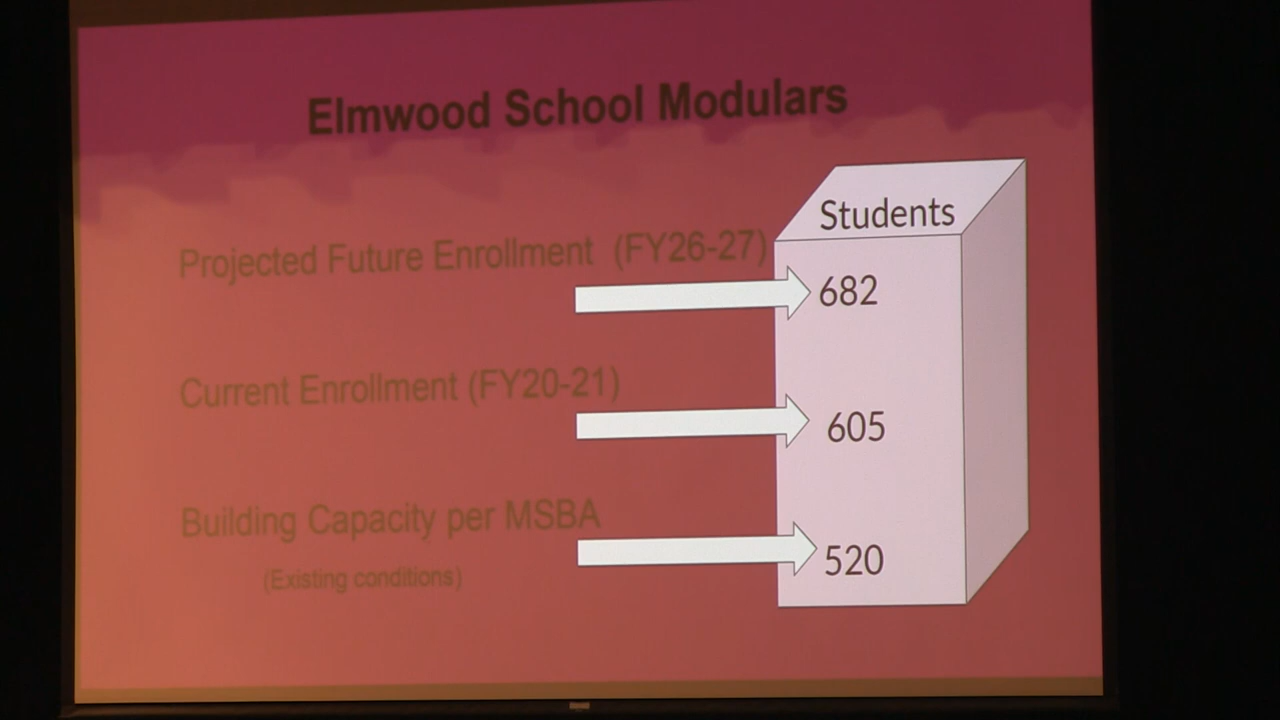 Elmwood School Modulars
Students
Projected Future Enrollment (FY26-27)
682
Current Enrollment (FY20-21)
605
Building Capacity per MSBA
520
(Existing conditions)